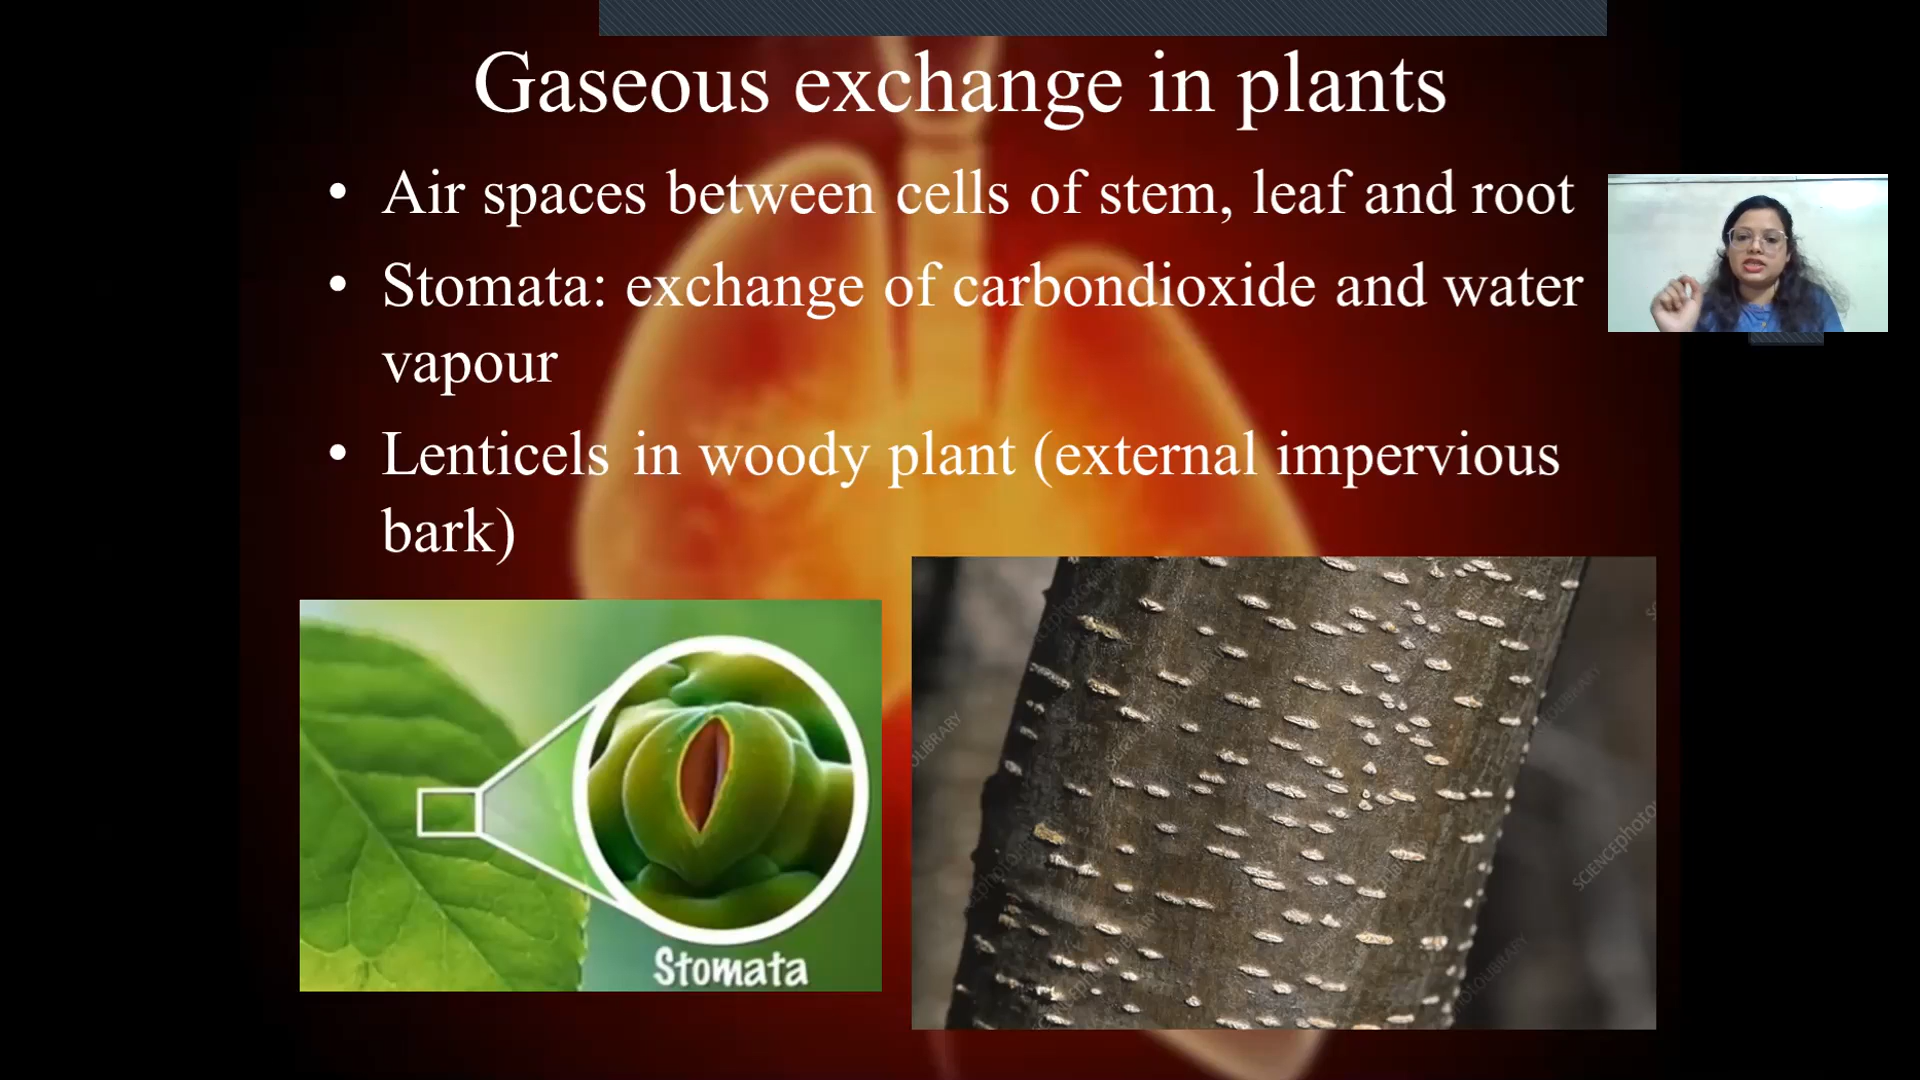 Gaseous exchange in plants
• Air spaces between cells of stem, leaf and root
• Stomata: exchange of carbondioxide and water
vapour
• Lenticels in woody plant (external impervious
bark)
Stomata
OLIBRARY
SCIENCEphoto